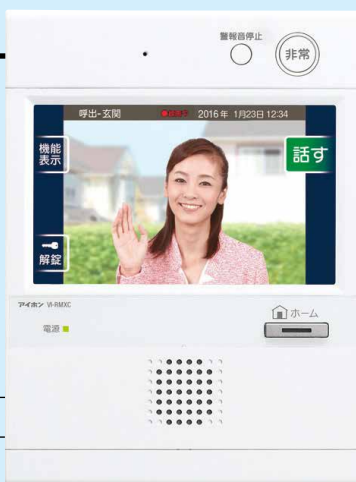 警報音停止
非常
呼出-玄関
2016年 1月23日 12:34
機能
表示
話す
解錠
アイホン VI-RMXC
電源
ホーム